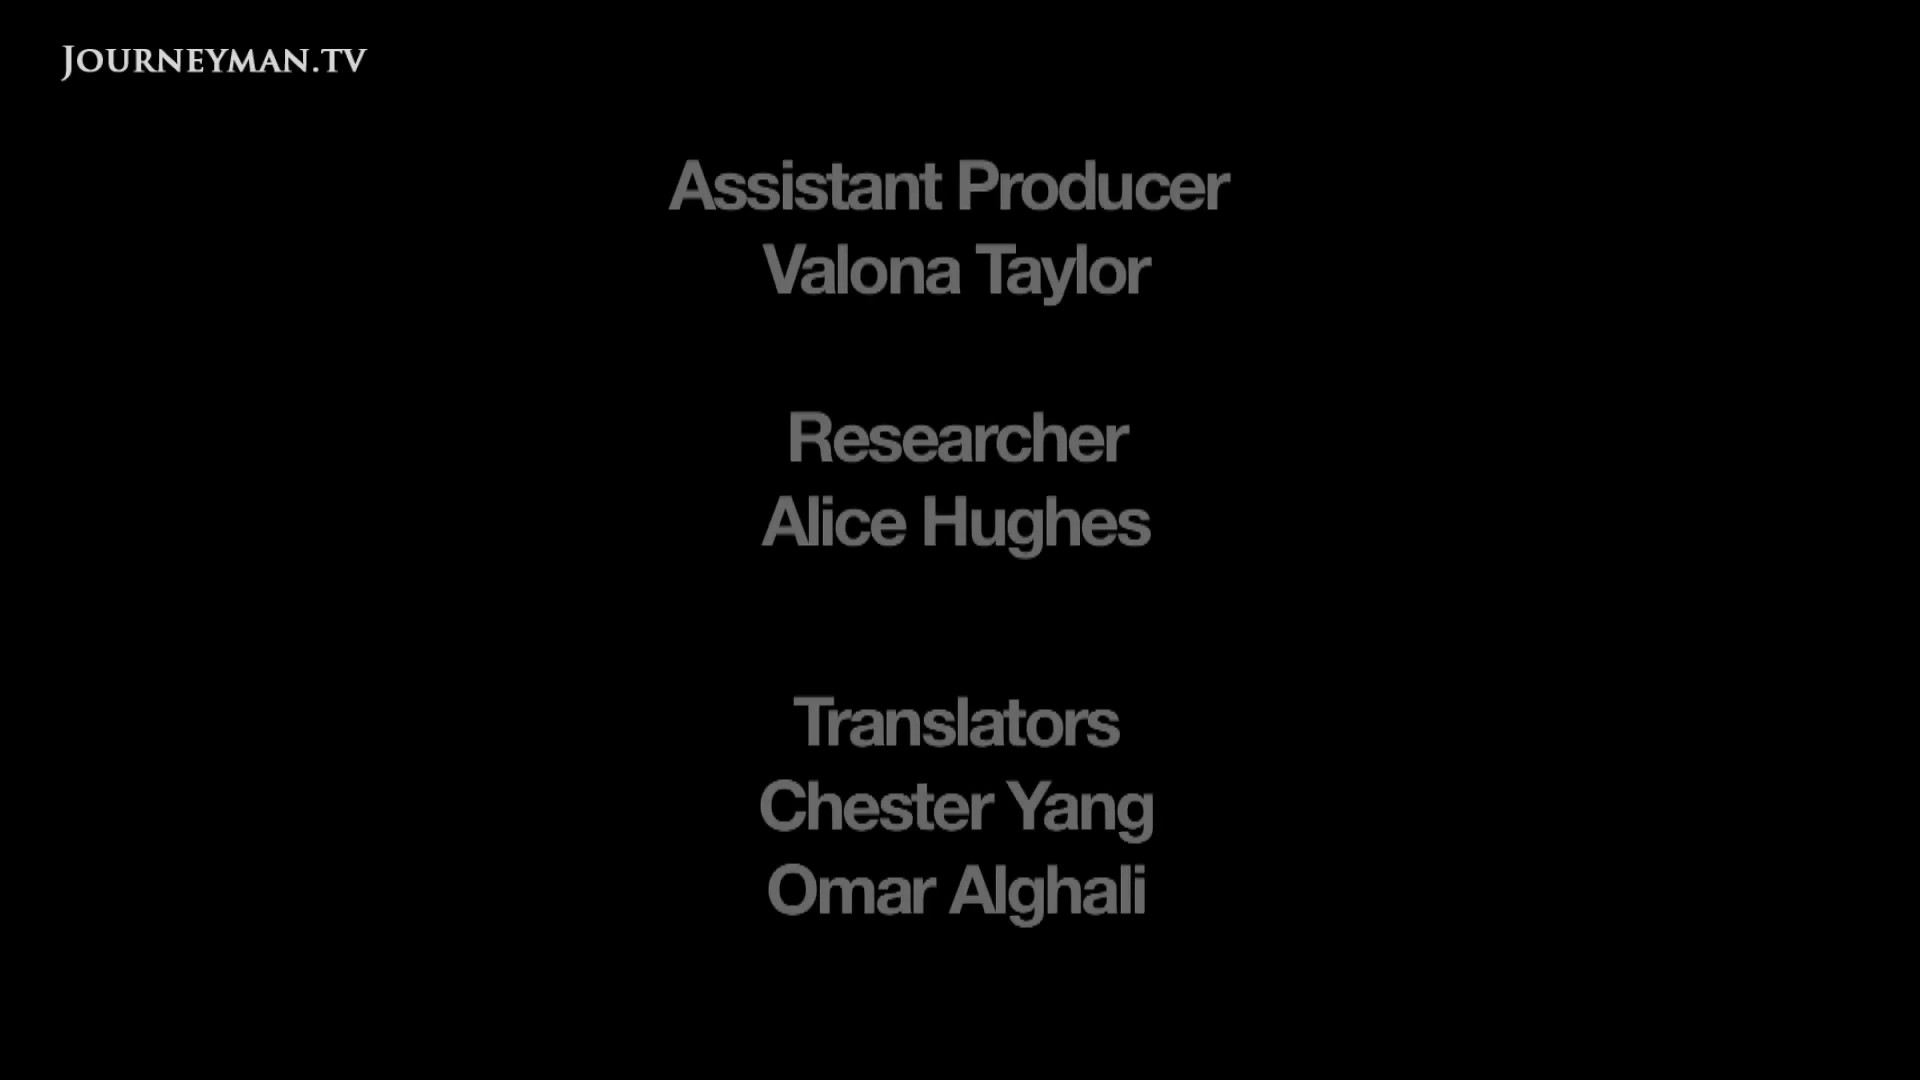 JOURNEYMAN.TV
Assistant Producer
Valona Taylor
Researcher
Alice Hughes
Translators
Chester Yang
Omar Alghali